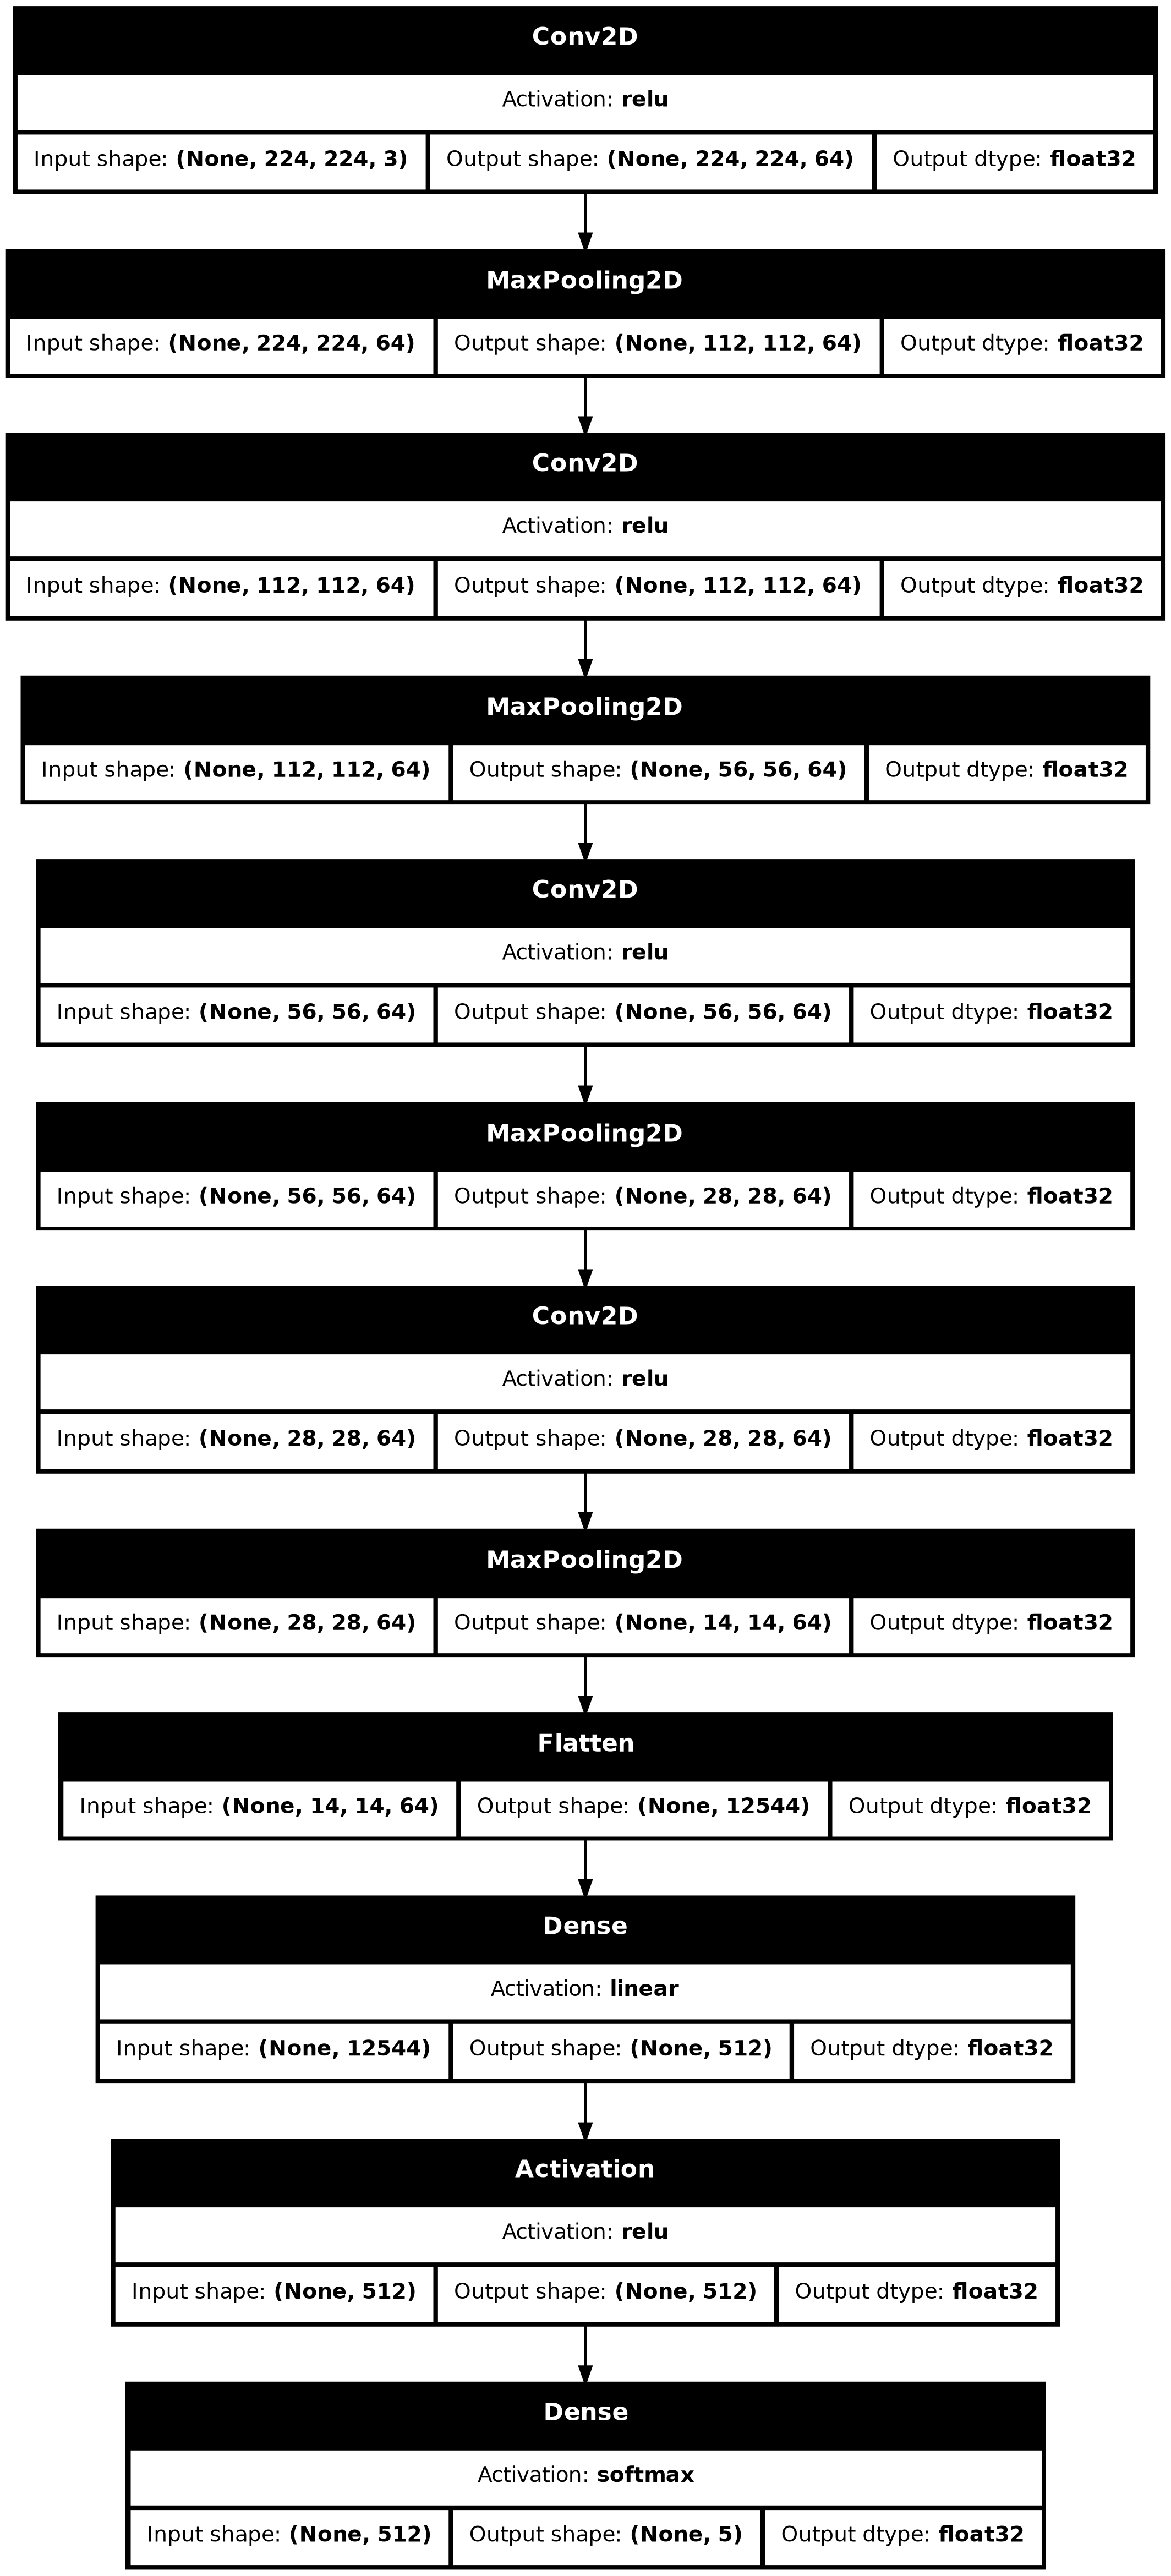 Conv2D
Activation: relu
Input shape: (None, 224, 224, 3) Output shape: (None, 224, 224, 64) Output dtype: float32
MaxPooling2D
Input shape: (None, 224, 224, 64) Output shape: (None, 112, 112, 64) Output dtype: float32
Conv2D
Activation: relu
Input shape: (None, 112, 112, 64) Output shape: (None, 112, 112, 64) Output dtype: float32
MaxPooling2D
Input shape: (None, 112, 112, 64) Output shape: (None, 56, 56, 64) Output dtype: float32
Conv2D
Activation: relu
Input shape: (None, 56, 56, 64) Output shape: (None, 56, 56, 64) Output dtype: float32
MaxPooling2D
Input shape: (None, 56, 56, 64) Output shape: (None, 28, 28, 64) Output dtype: float32
Conv2D
Activation: relu
Input shape: (None, 28, 28, 64) Output shape: (None, 28, 28, 64) Output dtype: float32
MaxPooling2D
Input shape: (None, 28, 28, 64) Output shape: (None, 14, 14, 64) Output dtype: float32
Flatten
Input shape: (None, 14, 14, 64) Output shape: (None, 12544) Output dtype: float32
Dense
Activation: linear
Input shape: (None, 12544) Output shape: (None, 512) Output dtype: float32
Activation
Activation: relu
Input shape: (None, 512) Output shape: (None, 512) Output dtype: float32
Dense
Activation: softmax
Input shape: (None, 512) Output shape: (None, 5) Output dtype: float32